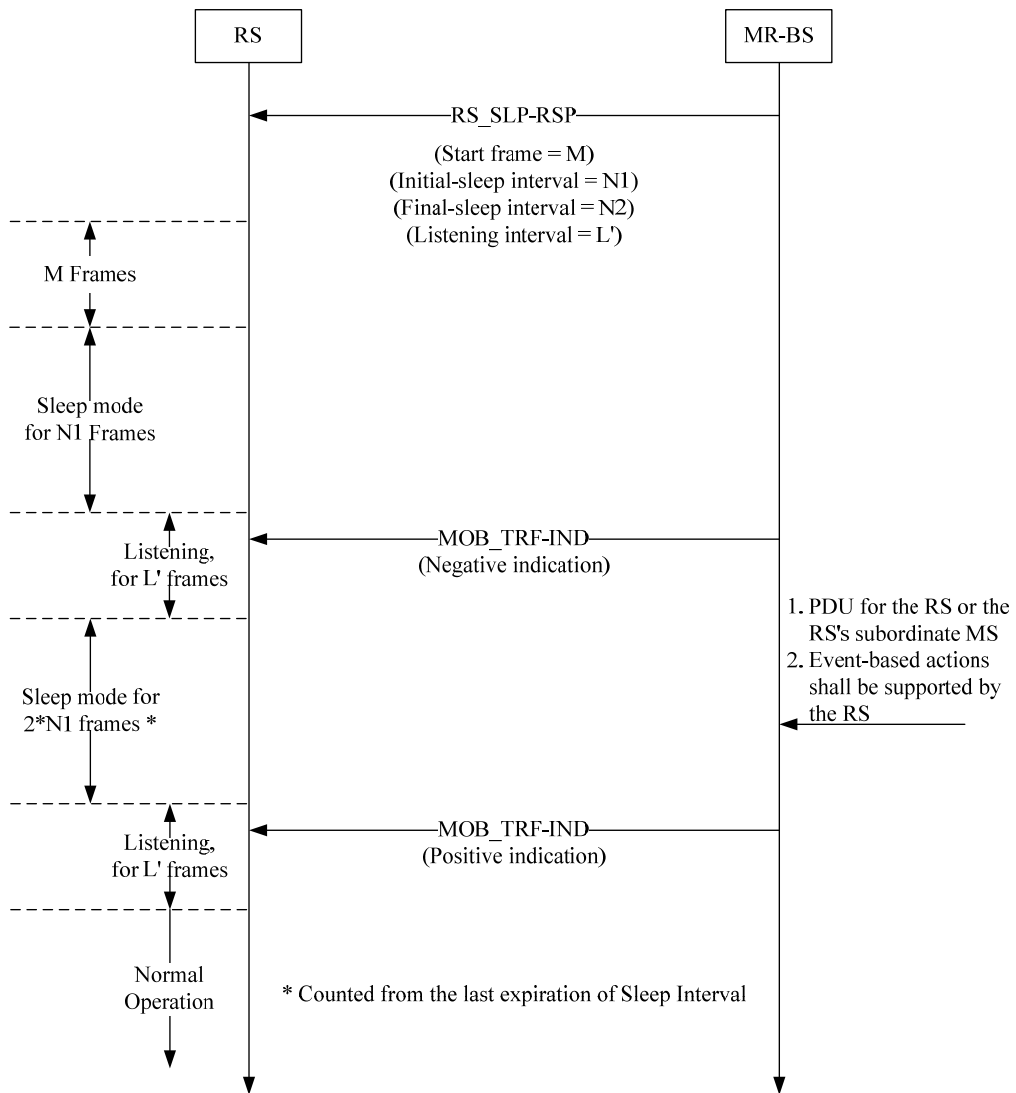 RS
MR-BS
RS_SLP-RSP
(Start frame = M)
(Initial-sleep interval = N1)
(Final-sleep interval = N2)
(Listening interval = L')
M Frames
Sleep mode
for N1 Frames
Listening,
for L' frames
MOB_TRF-IND
(Negative indication)
1. PDU for the RS or the
RS's subordinate MS
2. Event-based actions
shall be supported by
the RS
Sleep mode for
2*N1 frames *
Listening,
for L' frames
MOB_TRF-IND
(Positive indication)
Normal
Operation
* Counted from the last expiration of Sleep Interval